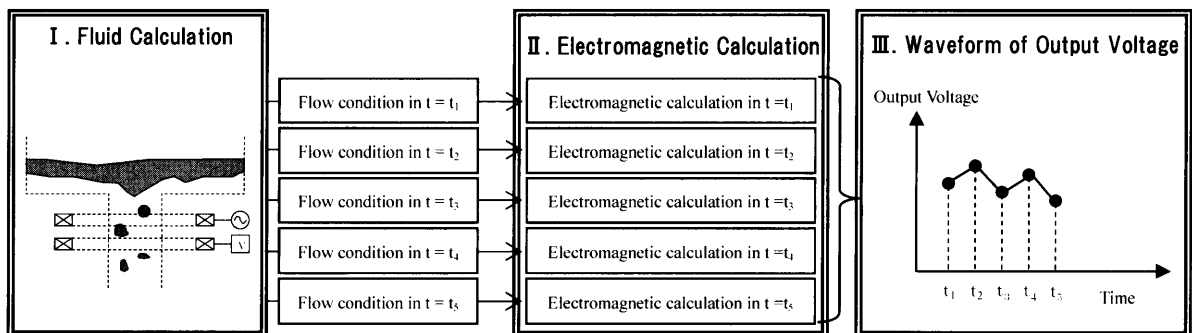 Ⅰ. Fluid Calculation
V
Flow condition in t = t₁
Flow condition in t = t₂
Flow condition in t = t₃
Flow condition in t = t₄
Flow condition in t = t₅
Ⅱ. Electromagnetic Calculation
Electromagnetic calculation in t =t₁
Electromagnetic calculation in t =t₂
Electromagnetic calculation in t =t₃
Electromagnetic calculation in t =t₄
Electromagnetic calculation in t =t₅
Ⅲ. Waveform of Output Voltage
Output Voltage
t₁ t₂ t₃ t₄ t₅ Time